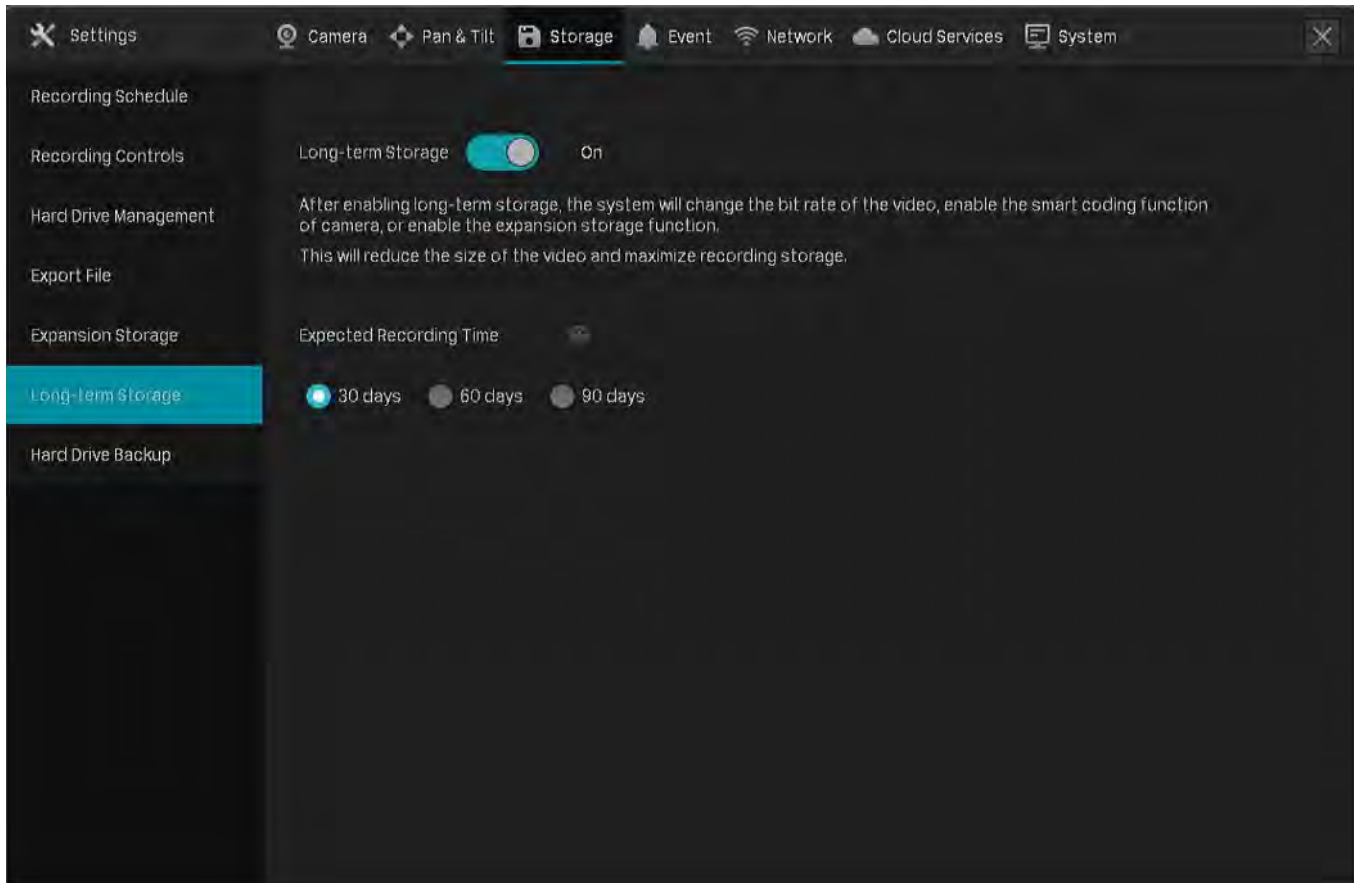 Settings
Camera
Pan & Tilt
Storage
Event
Network
Cloud Services
System
Recording Schedule
Recording Controls
Hard Drive Management
Export File
Expansion Storage
Long-term Storage
Hard Drive Backup
Long-term Storage
On
After enabling long-term storage, the system will change the bit rate of the video, enable the smart coding function
of camera, or enable the expansion storage function.
This will reduce the size of the video and maximize recording storage.
Expected Recording Time
30 days
60 days
90 days